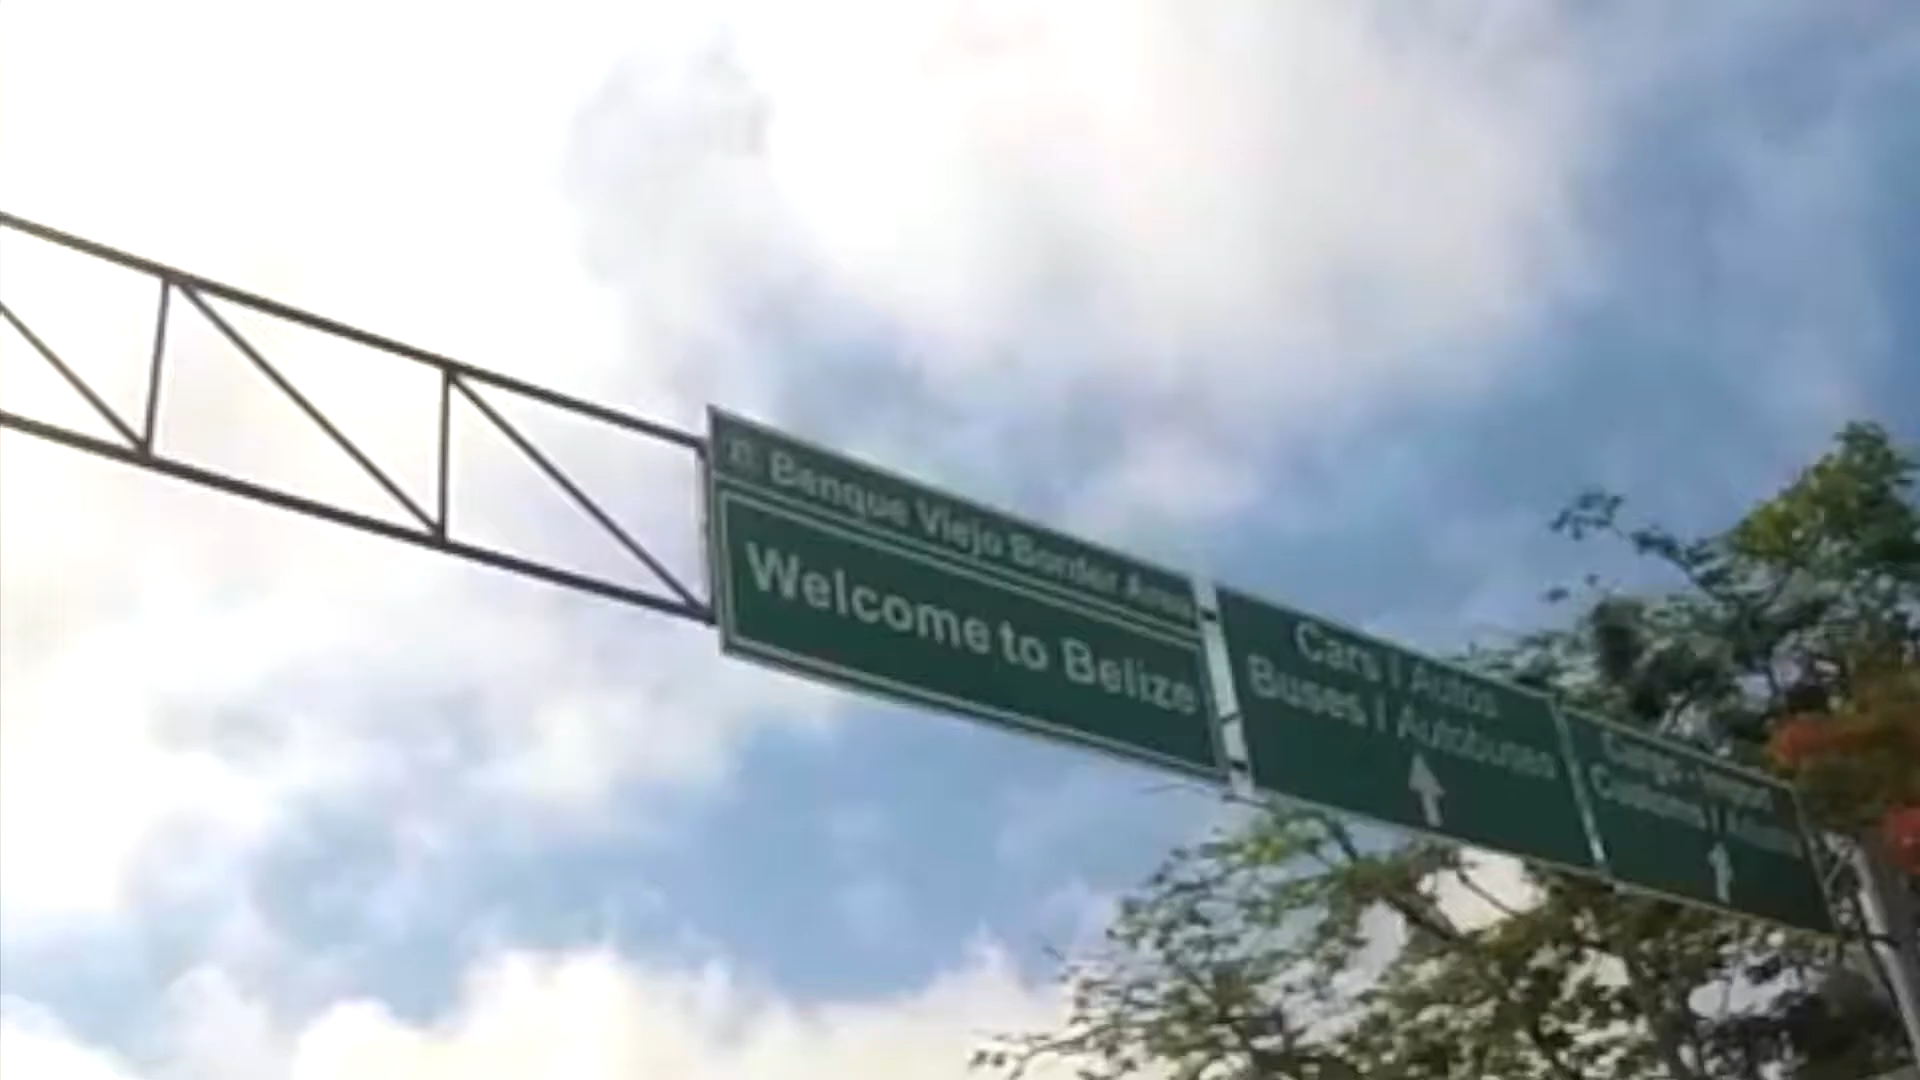 Benque Viejo Border Area
Welcome to Belize
Cars | Autos
Buses | Autobuses